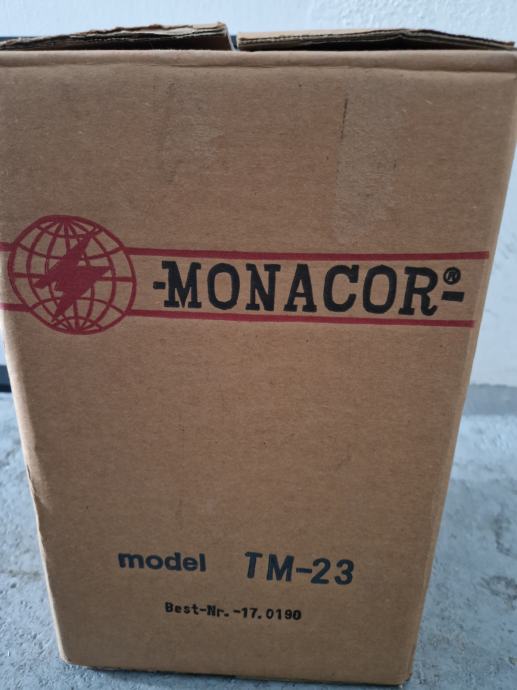 -MONACOR®-
model TM-23
Best-Nr.-17.0190